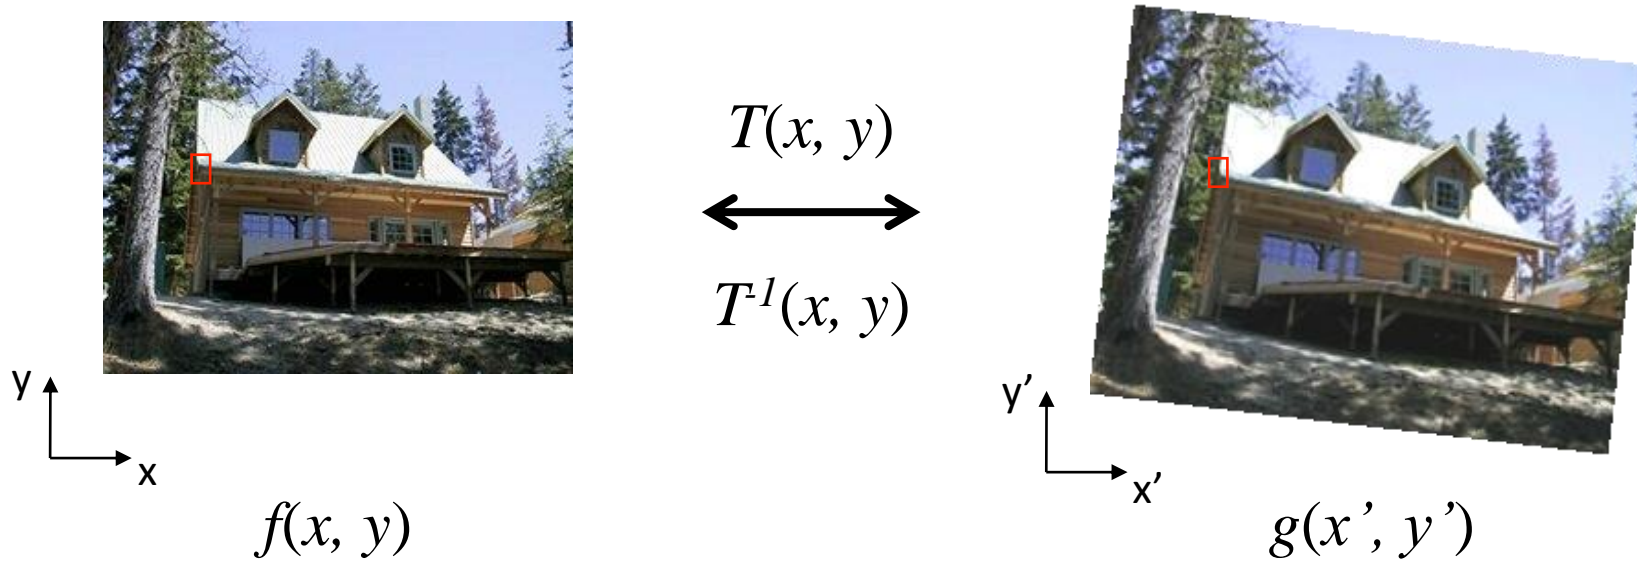 T(x, y)
T-1(x, y)
y
x
f(x, y)
y’
x’
g(x’, y’)